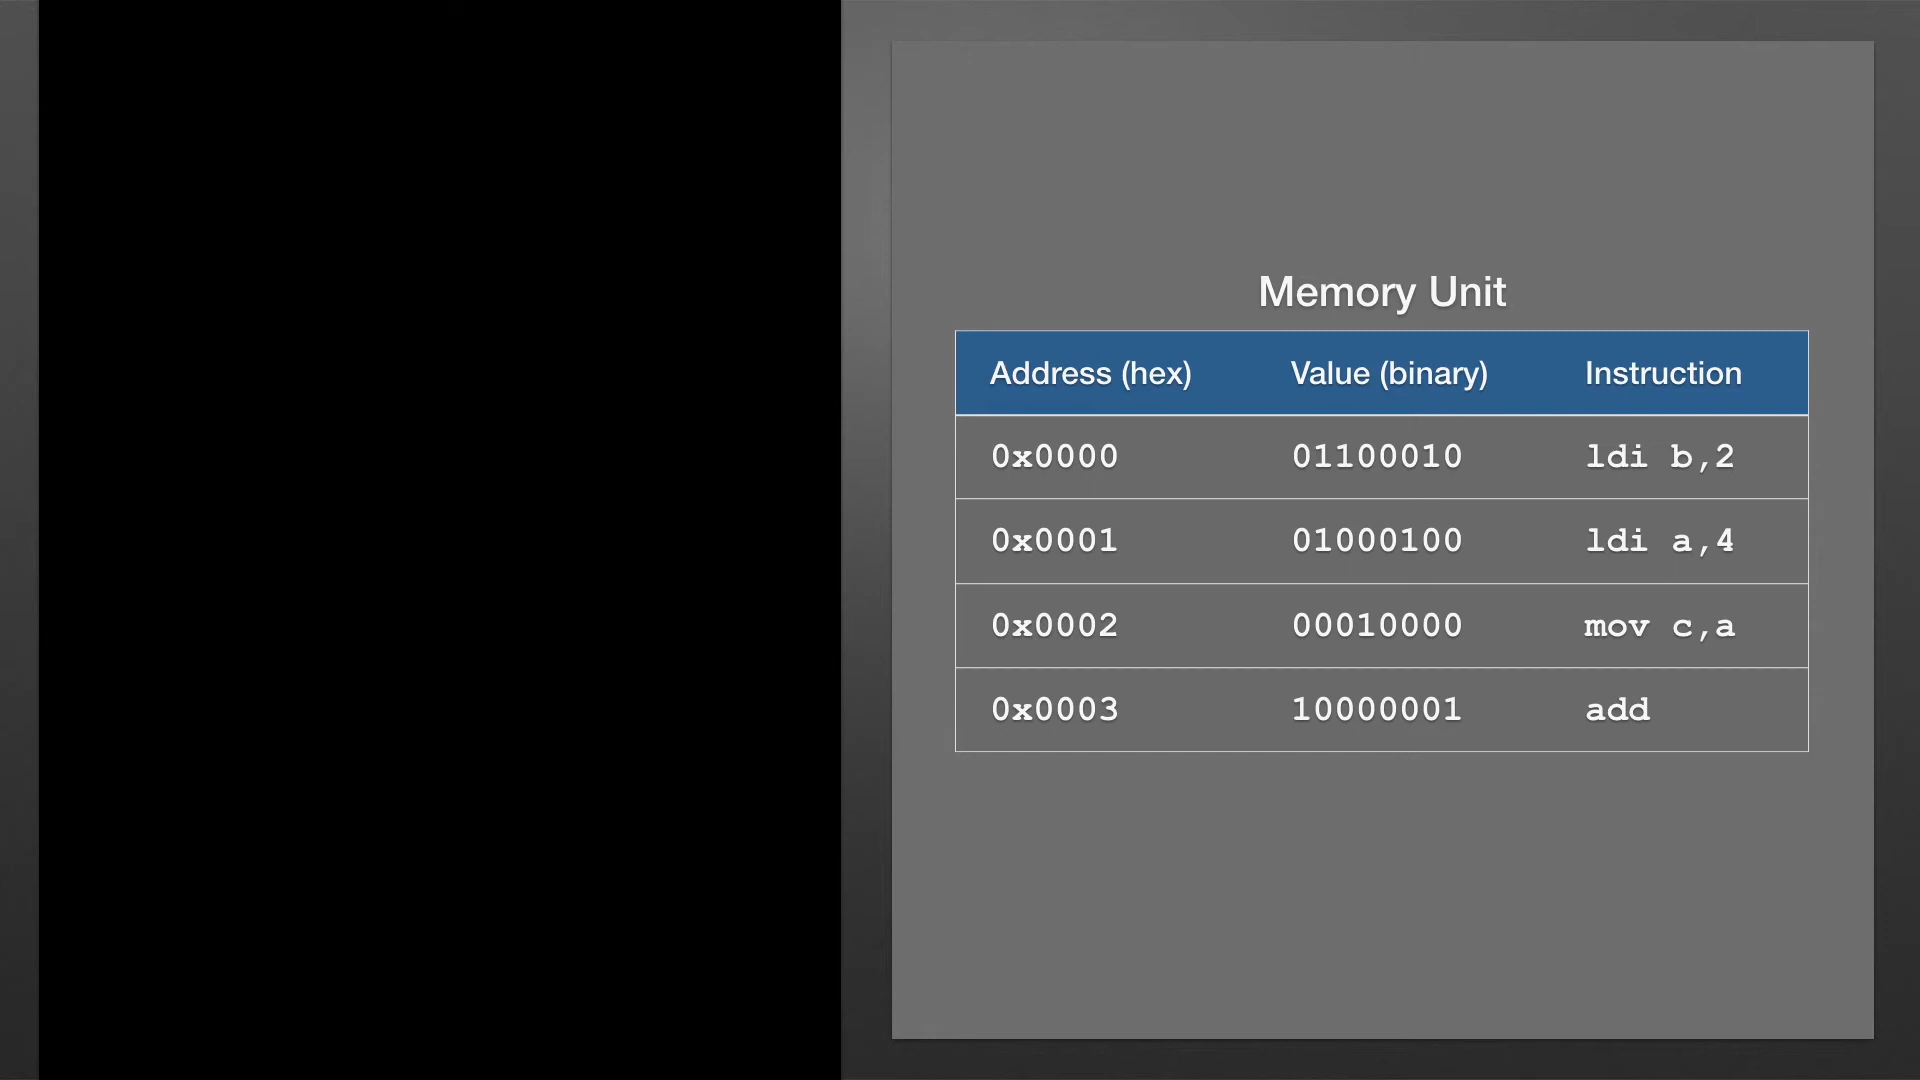 Memory Unit
Address (hex) Value (binary) Instruction
0x0000 01100010 ldi b,2
0x0001 01000100 ldi a,4
0x0002 00010000 mov c,a
0x0003 10000001 add